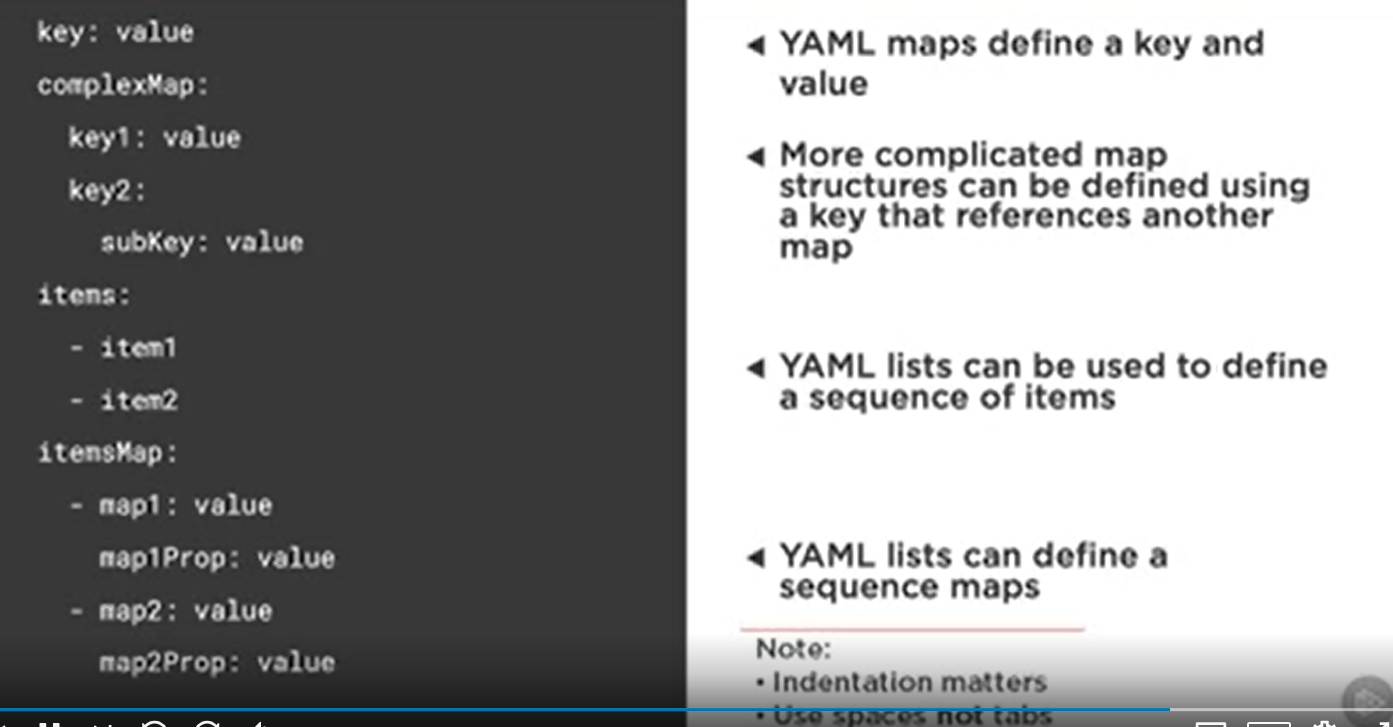 key: value
complexMap:
  key1: value
  key2:
    subKey: value
items:
  - item1
  - item2
itemsMap:
  - map1: value
    map1Prop: value
  - map2: value
    map2Prop: value
◄ YAML maps define a key and
value
◄ More complicated map
structures can be defined using
a key that references another
map
◄ YAML lists can be used to define
a sequence of items
◄ YAML lists can define a
sequence maps
Note:
• Indentation matters
• Use spaces not tabs